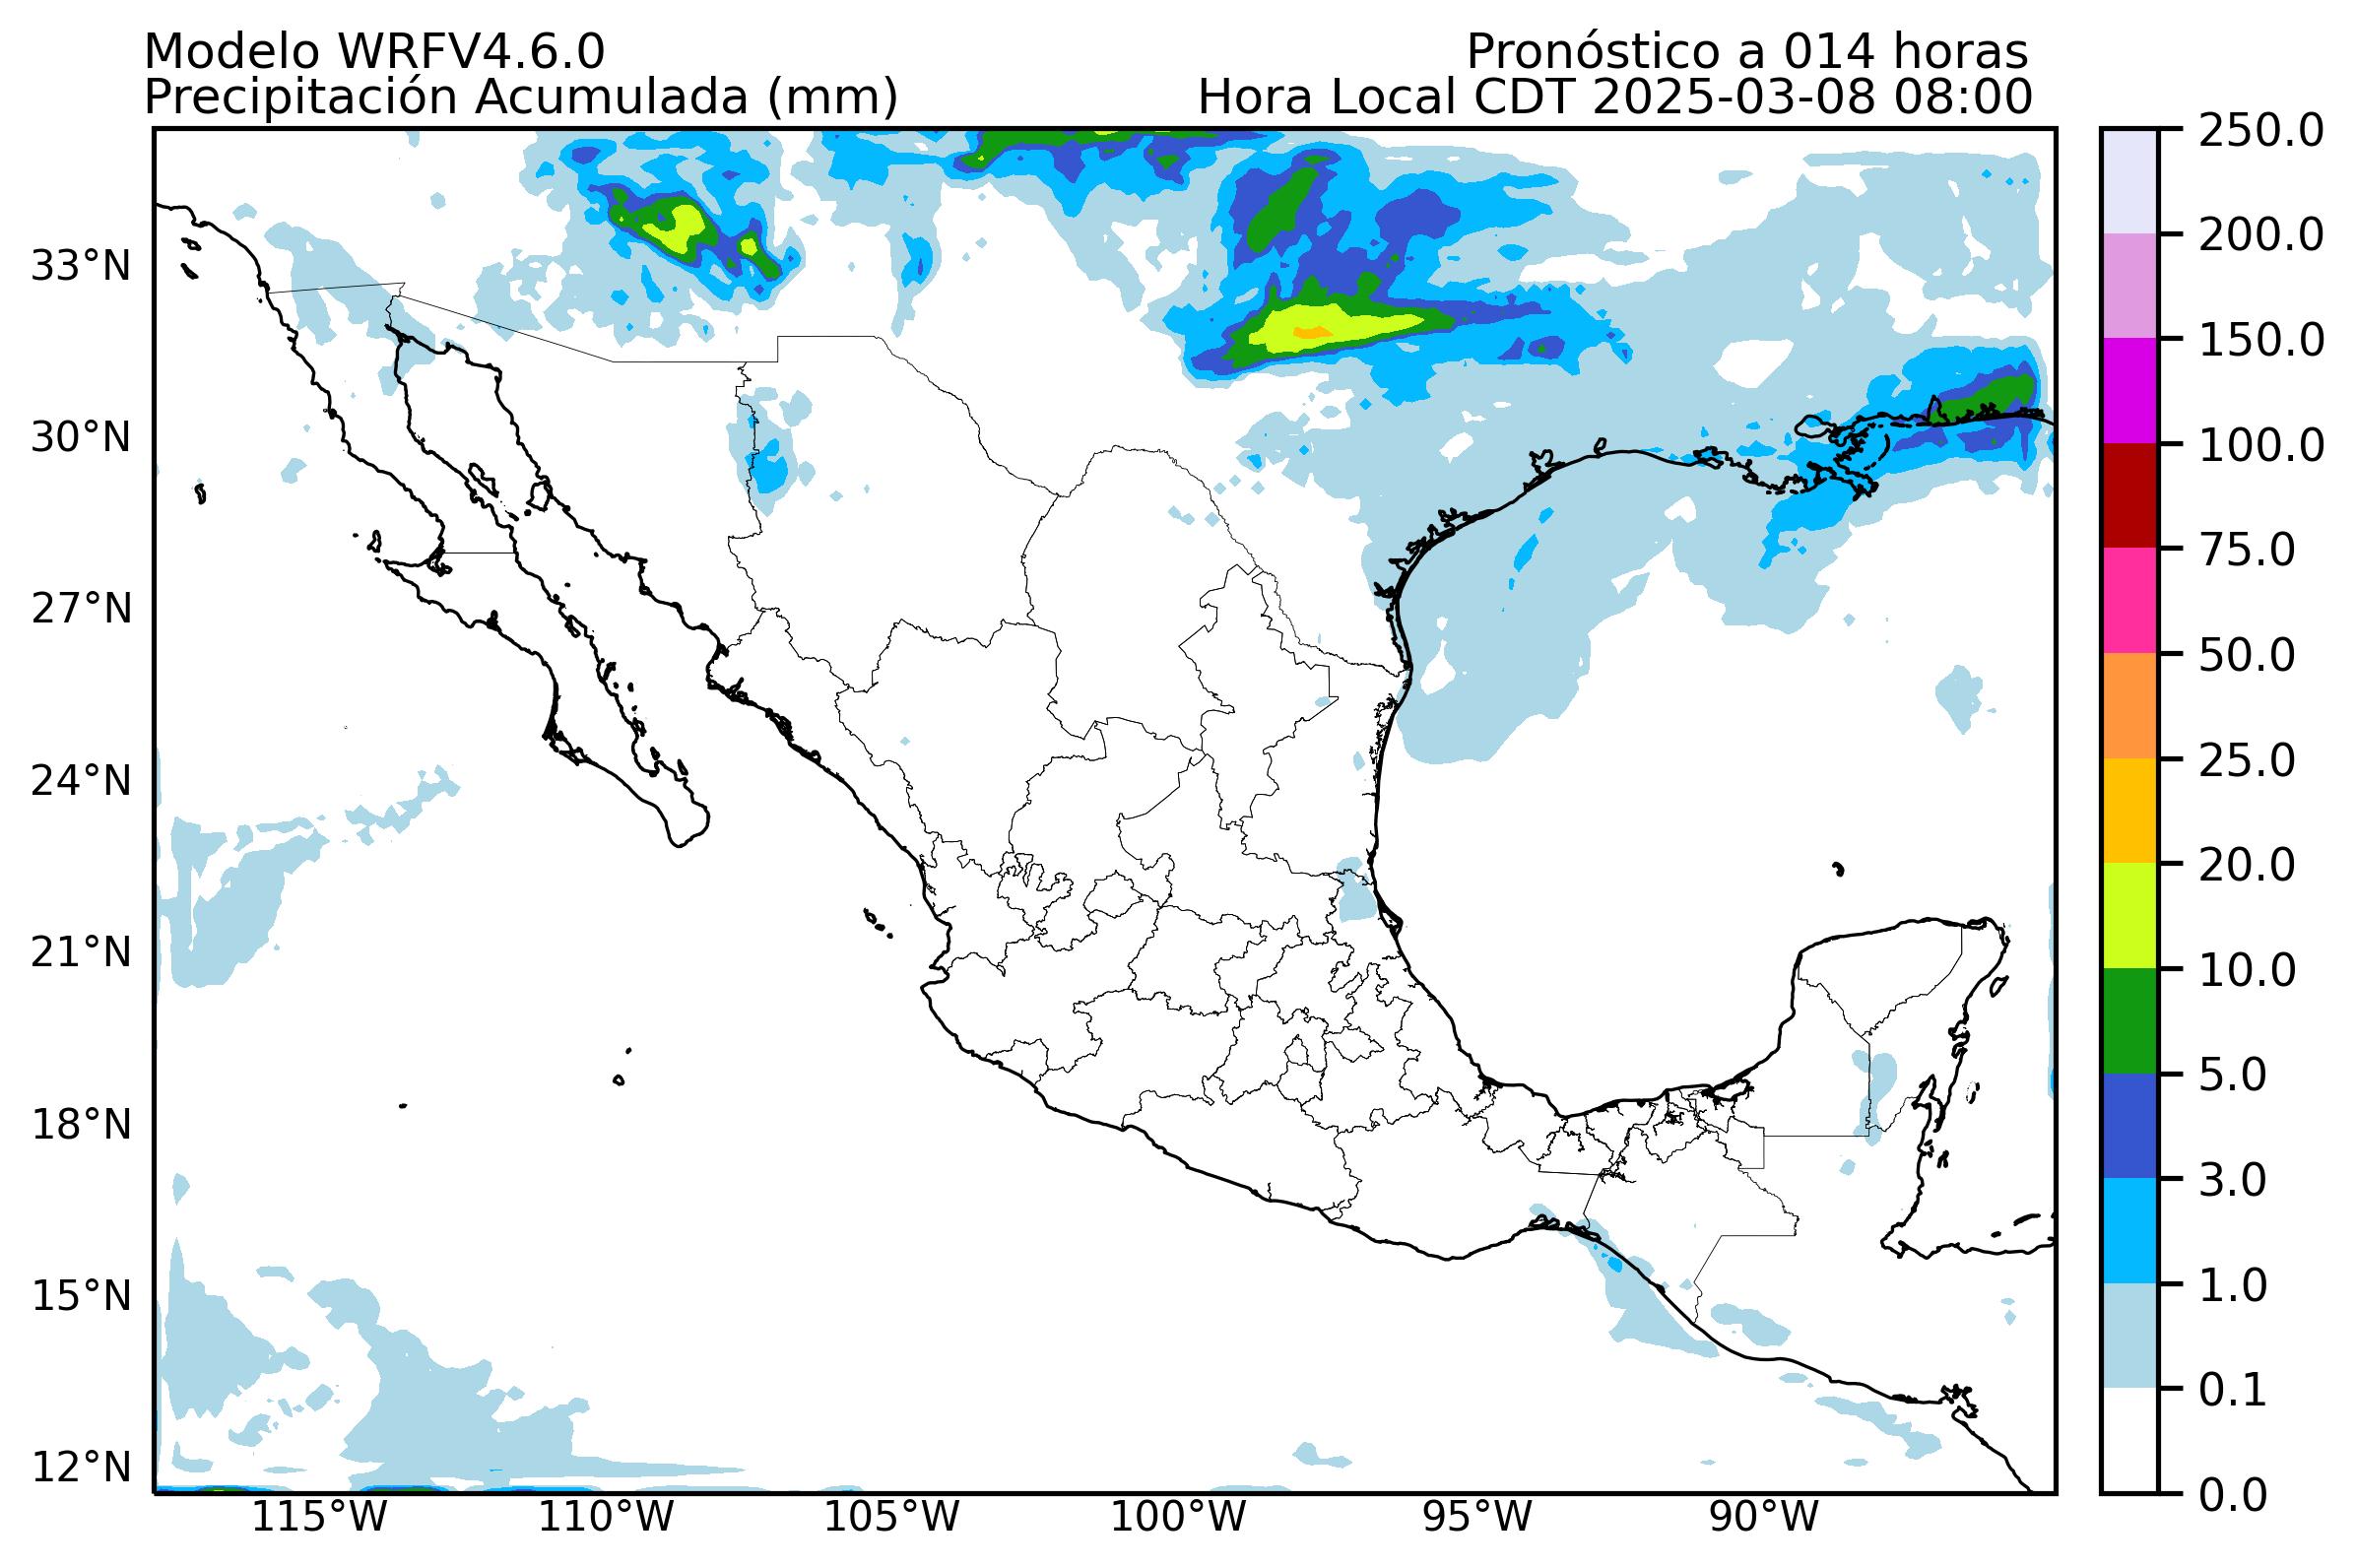 Modelo WRFV4.6.0
Pronóstico a 014 horas
Precipitación Acumulada (mm)
Hora Local CDT 2025-03-08 08:00
33°N
30°N
27°N
24°N
21°N
18°N
15°N
12°N
115°W
110°W
105°W
100°W
95°W
90°W
250.0
200.0
150.0
100.0
75.0
50.0
25.0
20.0
10.0
5.0
3.0
1.0
0.1
0.0